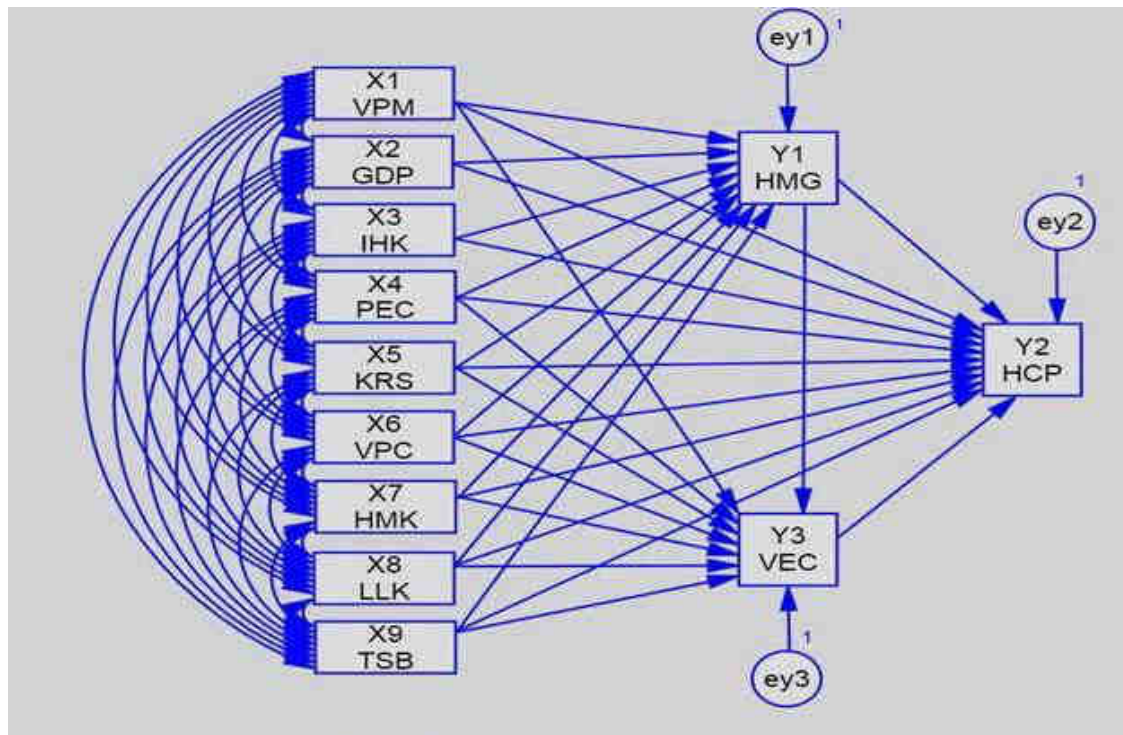 X1
VPM
X2
GDP
X3
IHK
X4
PEC
X5
KRS
X6
VPC
X7
HMK
X8
LLK
X9
TSB
ey1
1
Y1
HMG
1
ey2
Y2
HCP
Y3
VEC
1
ey3